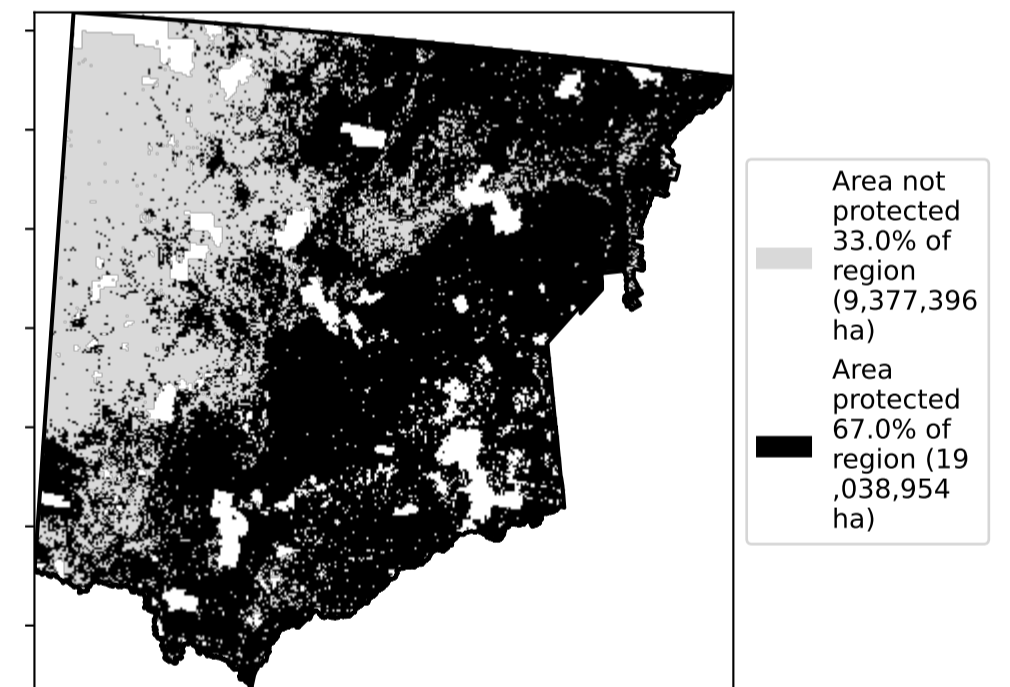 Area not
protected
33.0% of
region
(9,377,396
ha)
Area
protected
67.0% of
region (19
,038,954
ha)